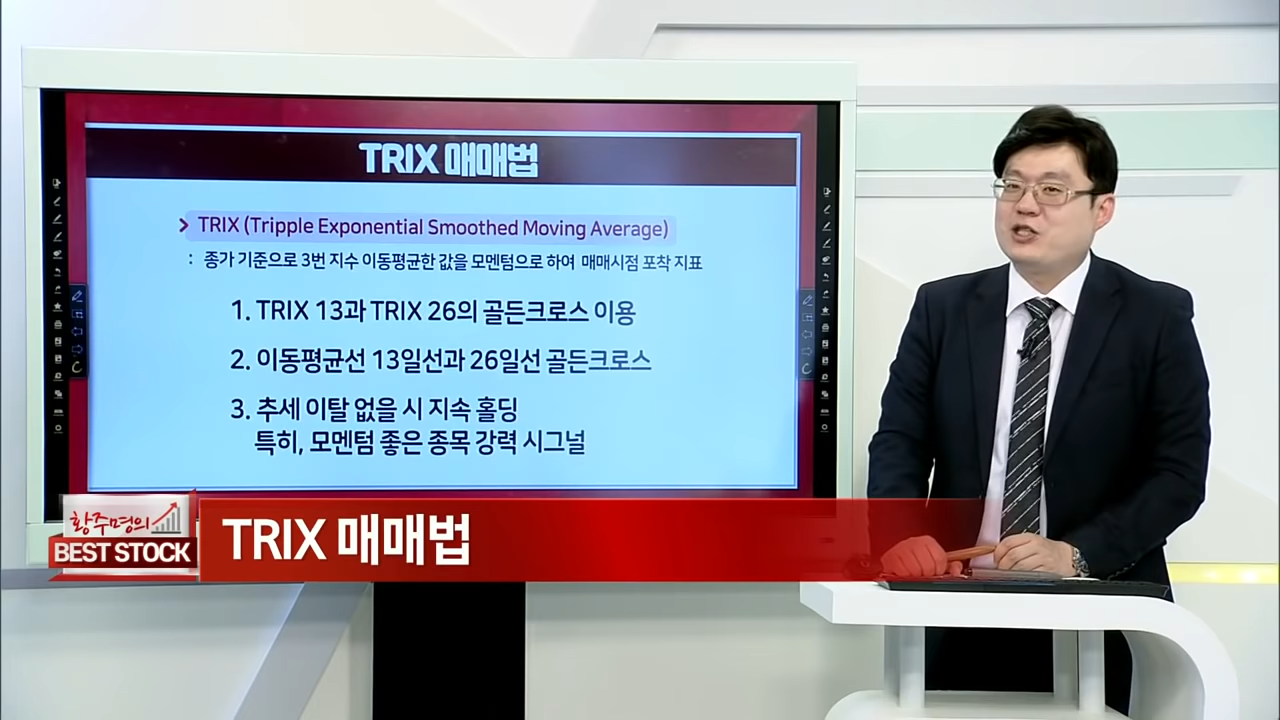 TRIX 매매법
TRIX (Tripple Exponential Smoothed Moving Average)
: 종가 기준으로 3번 지수 이동평균한 값을 모멘텀으로 하여 매매시점 포착 지표
1. TRIX 13과 TRIX 26의 골든크로스 이용
2. 이동평균선 13일선과 26일선 골든크로스
3. 추세 이탈 없을 시 지속 홀딩
특히, 모멘텀 좋은 종목 강력 시그널
황주명의
BEST STOCK
TRIX 매매법